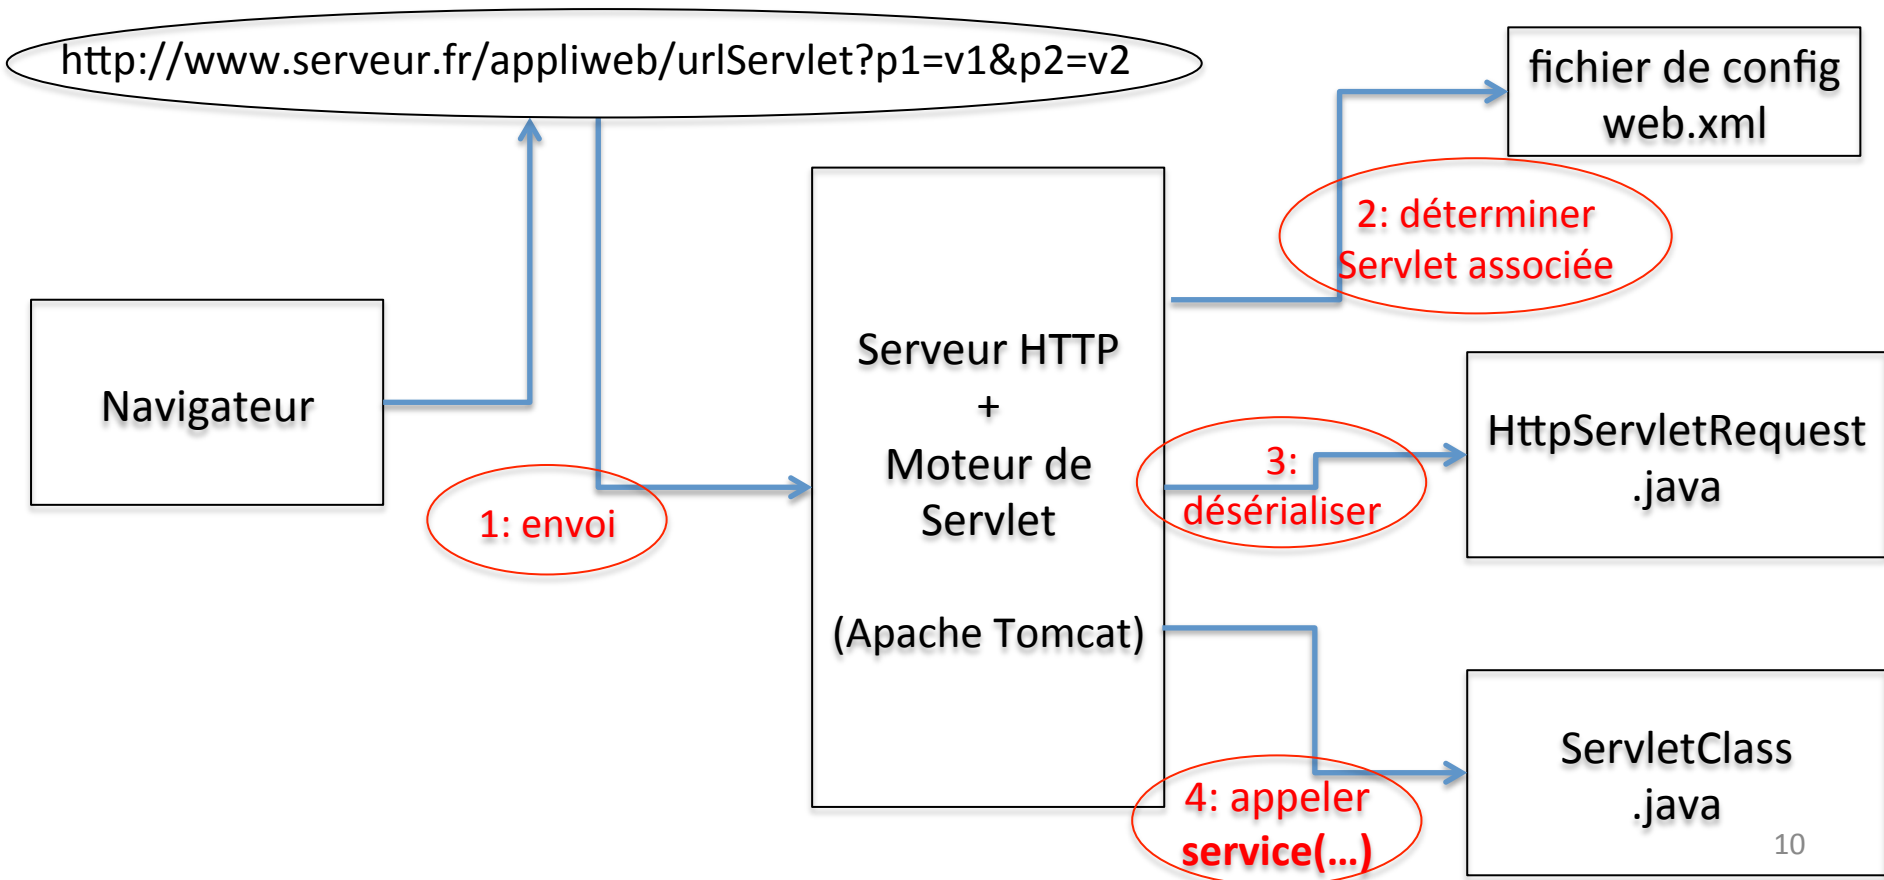 http://www.serveur.fr/appliweb/urlServlet?p1=v1&p2=v2
fichier de config
web.xml
2: déterminer
Servlet associée
Navigateur
1: envoi
Serveur HTTP
+
Moteur de
Servlet
(Apache Tomcat)
3:
désérialiser
HttpServletRequest
.java
4: appeler
service(...)
ServletClass
.java
10